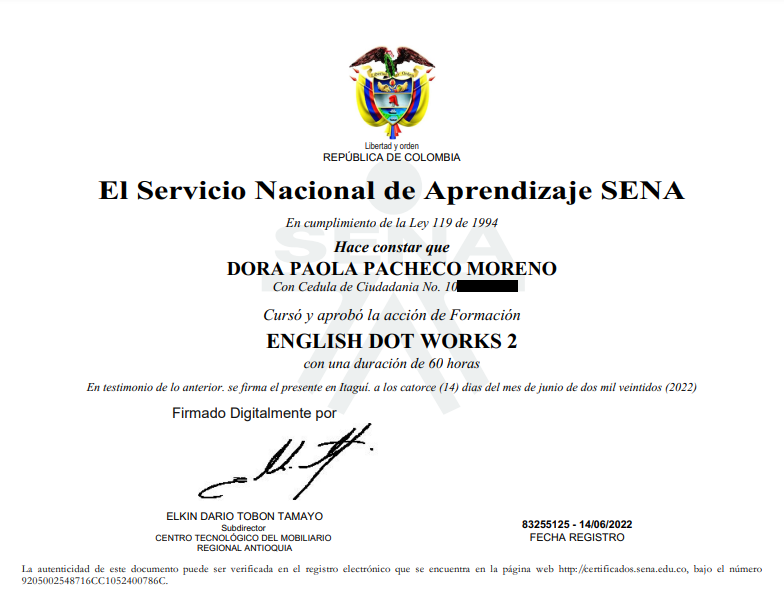 Libertad y orden
REPÚBLICA DE COLOMBIA
El Servicio Nacional de Aprendizaje SENA
En cumplimiento de la Ley 119 de 1994
SENA
Hace constar que
DORA PAOLA PACHECO MORENO
Con Cedula de Ciudadania No. 10
Cursó y aprobó la acción de Formación
ENGLISH DOT WORKS 2
con una duración de 60 horas
En testimonio de lo anterior. se firma el presente en Itaguí. a los catorce (14) dias del mes de junio de dos mil veintidos (2022)
Firmado Digitalmente por
ELKIN DARIO TOBON TAMAYO
Subdirector
CENTRO TECNOLÓGICO DEL MOBILIARIO
REGIONAL ANTIOQUIA
83255125 - 14/06/2022
FECHA REGISTRO
La autenticidad de este documento puede ser verificada en el registro electrónico que se encuentra en la página web http://certificados.sena.edu.co, bajo el número
9205002548716CC1052400786C.